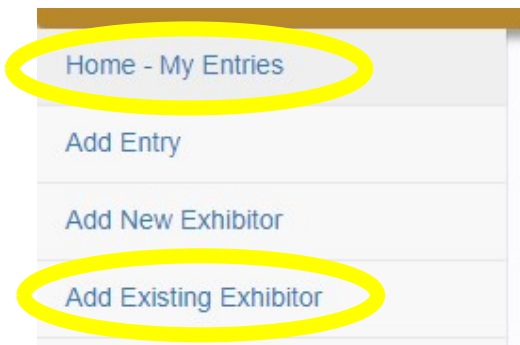 Home - My Entries
Add Entry
Add New Exhibitor
Add Existing Exhibitor